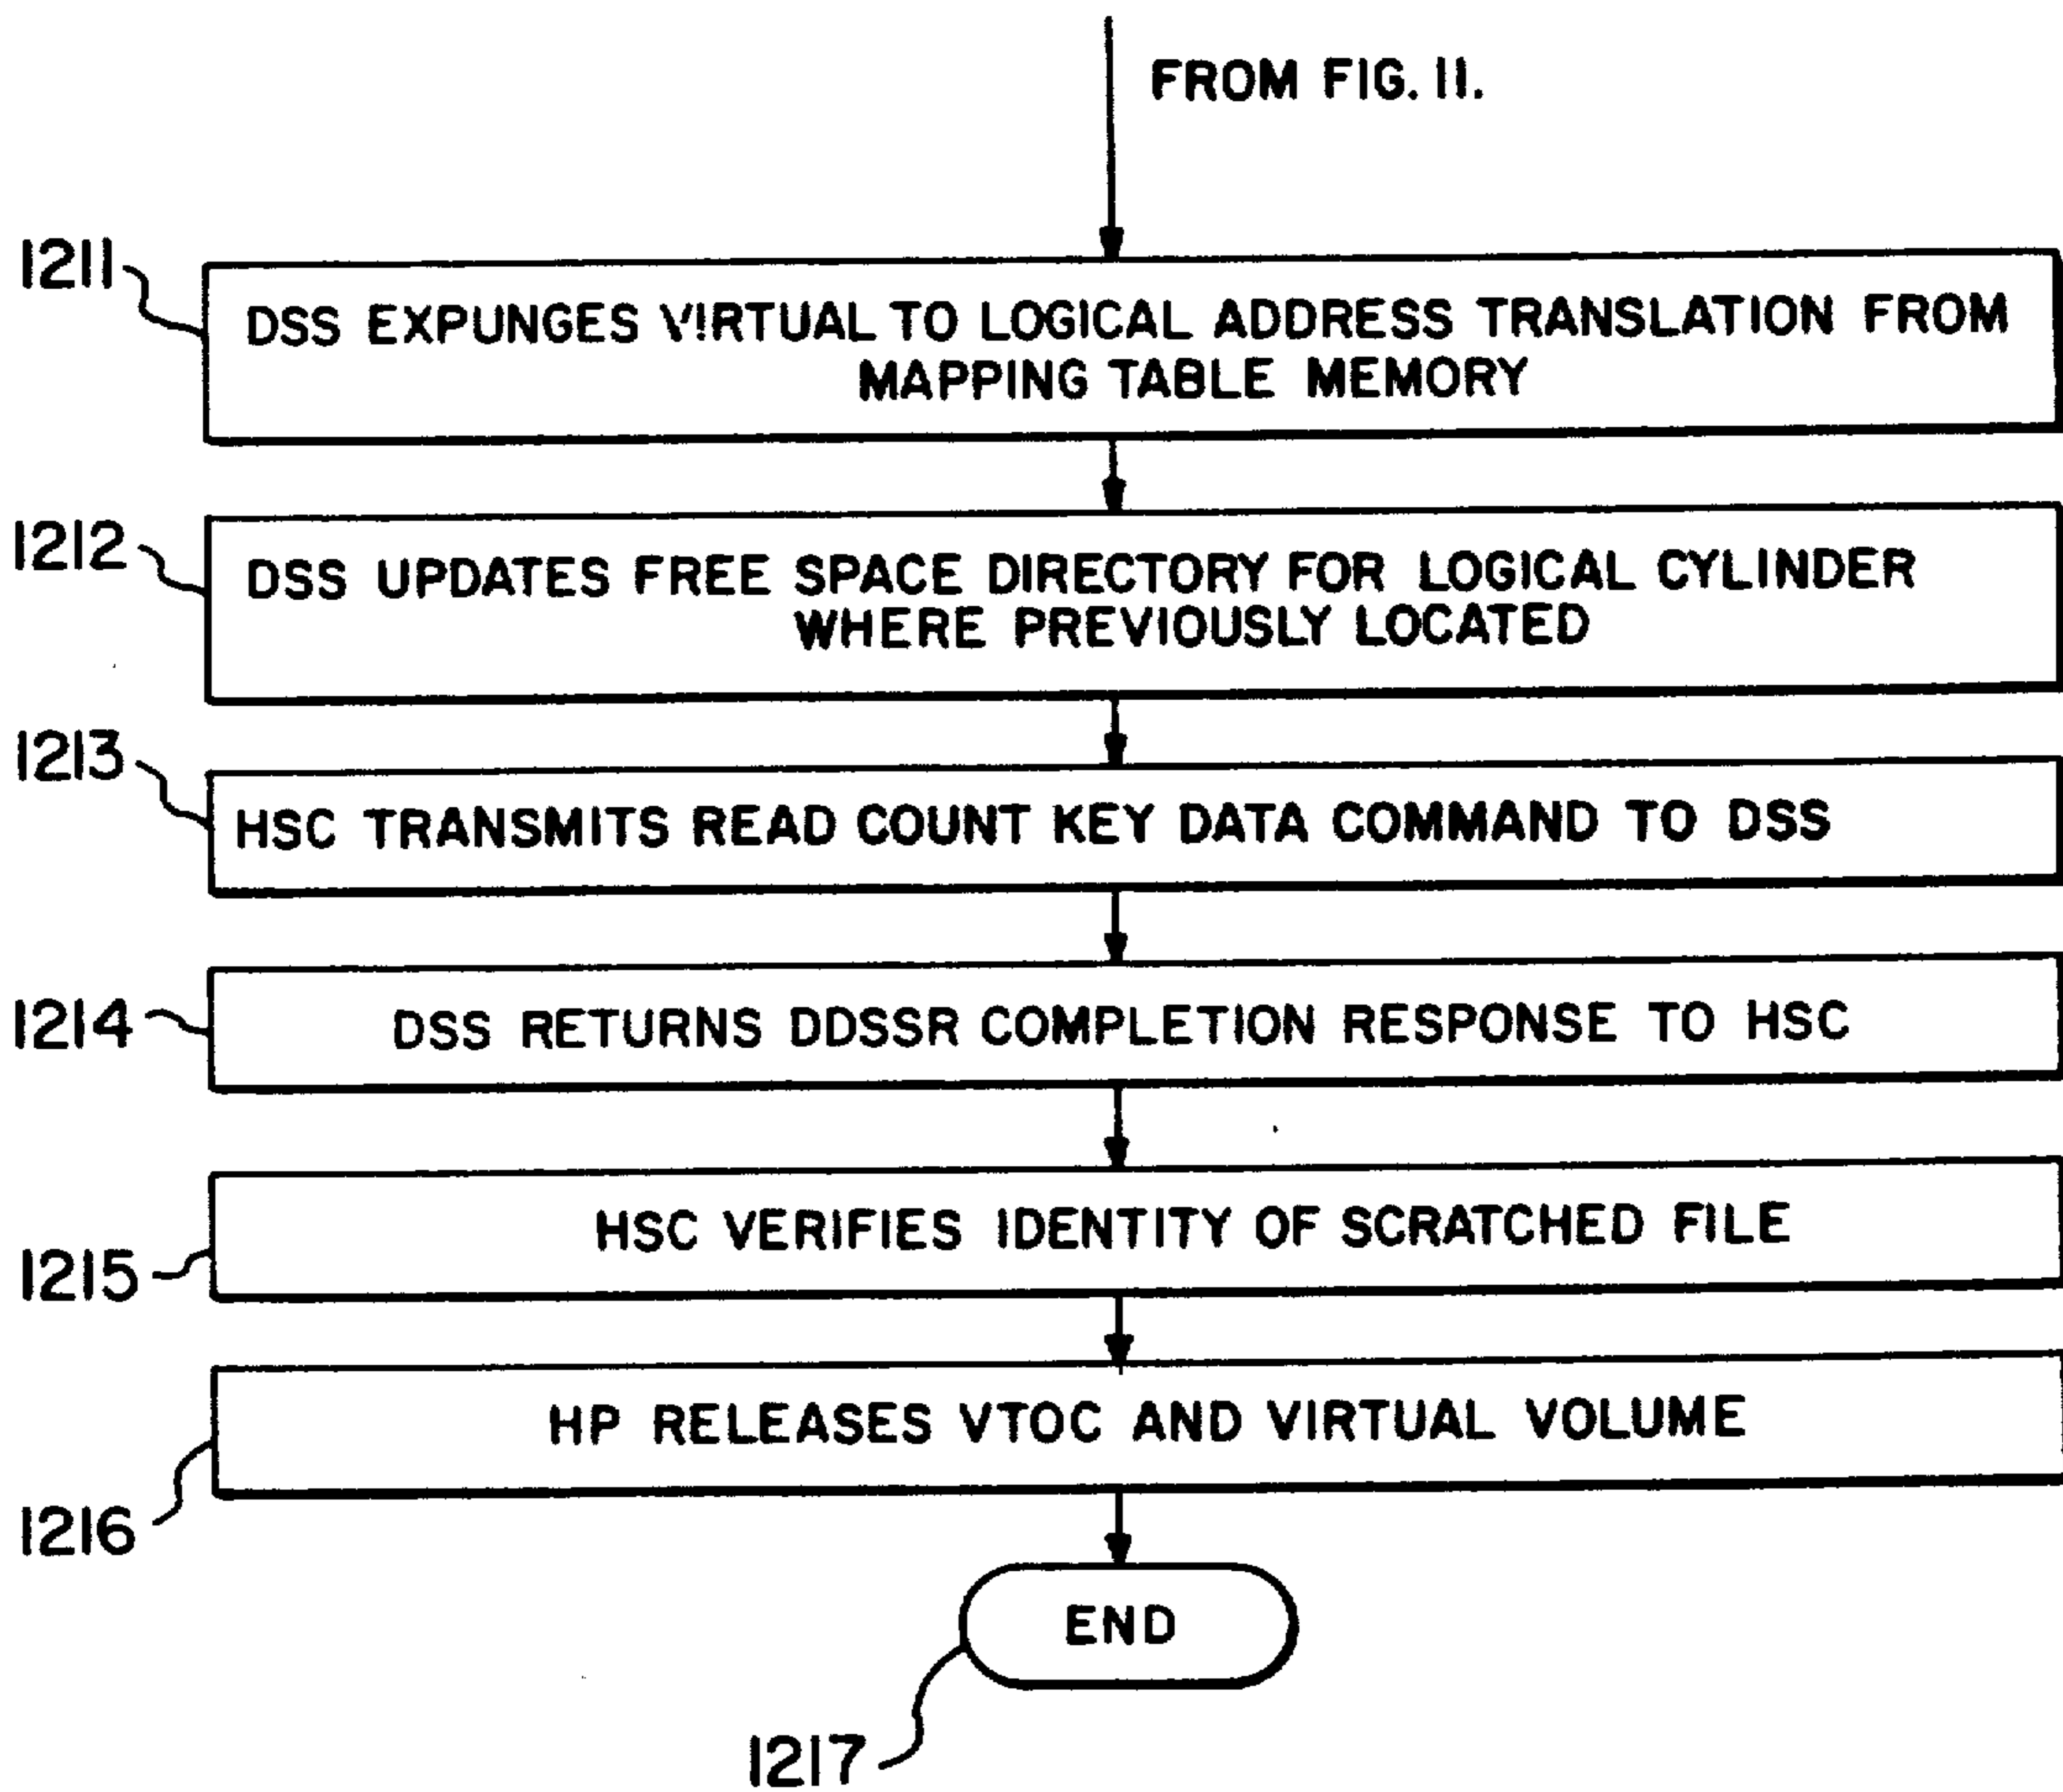 FROM FIG. 11.
1211
DSS EXPUNGES VIRTUAL TO LOGICAL ADDRESS TRANSLATION FROM
MAPPING TABLE MEMORY
1212
DSS UPDATES FREE SPACE DIRECTORY FOR LOGICAL CYLINDER
WHERE PREVIOUSLY LOCATED
1213
HSC TRANSMITS READ COUNT KEY DATA COMMAND TO DSS
1214
DSS RETURNS DDSSR COMPLETION RESPONSE TO HSC
1215
HSC VERIFIES IDENTITY OF SCRATCHED FILE
1216
HP RELEASES VTOC AND VIRTUAL VOLUME
END
1217